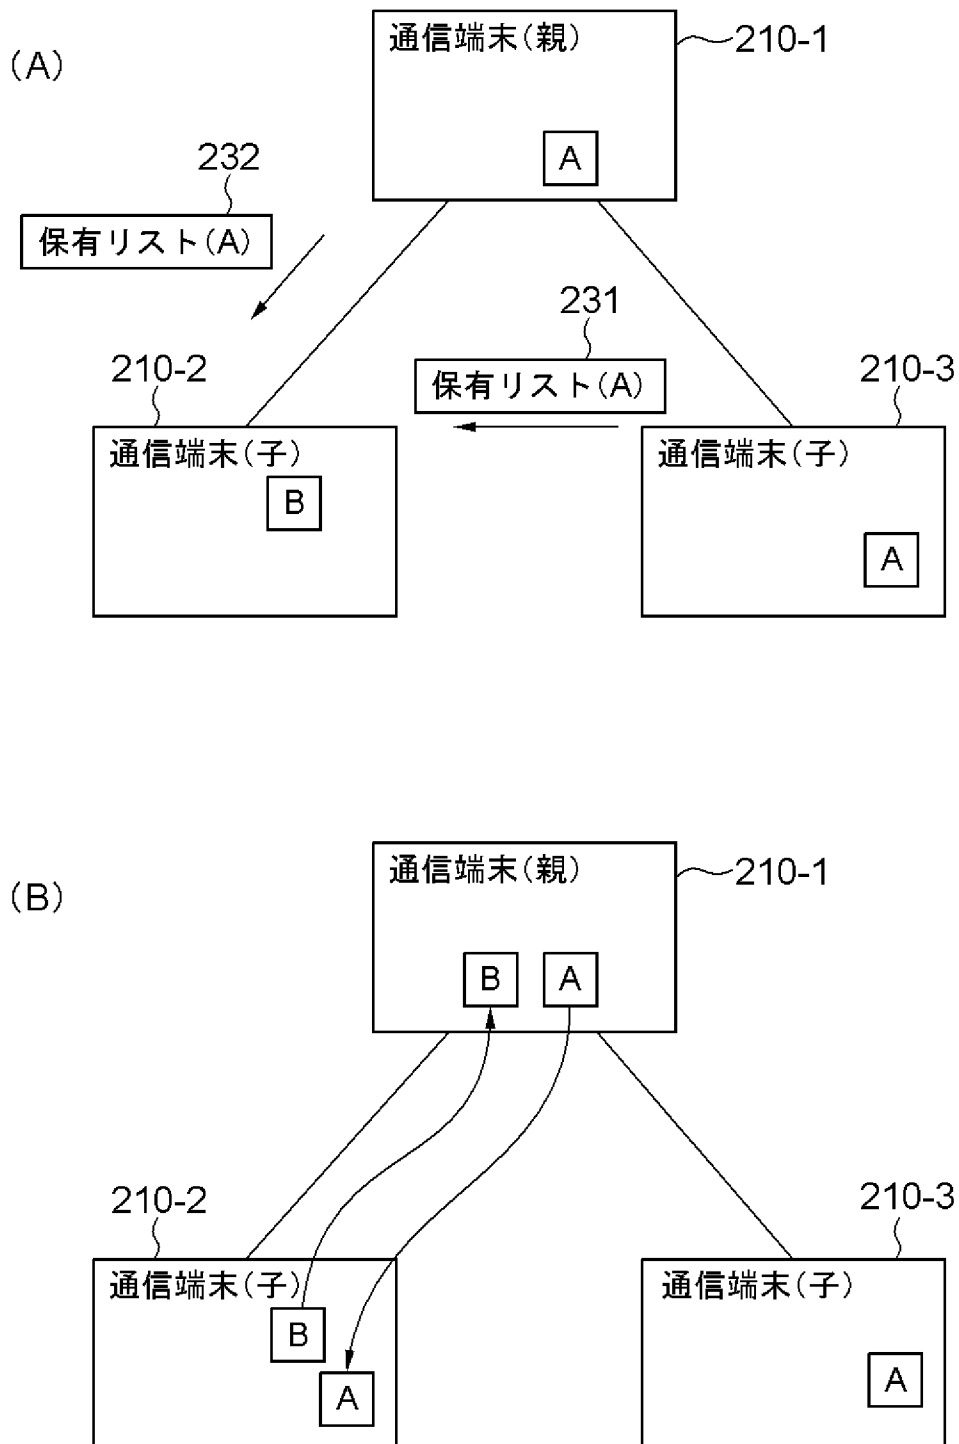 (A)
通信端末(親)
210-1
A
232
保有リスト(A)
231
保有リスト(A)
210-2
通信端末(子)
B
210-3
通信端末(子)
A
(B)
通信端末(親)
210-1
B
A
210-2
通信端末(子)
B
A
210-3
通信端末(子)
A